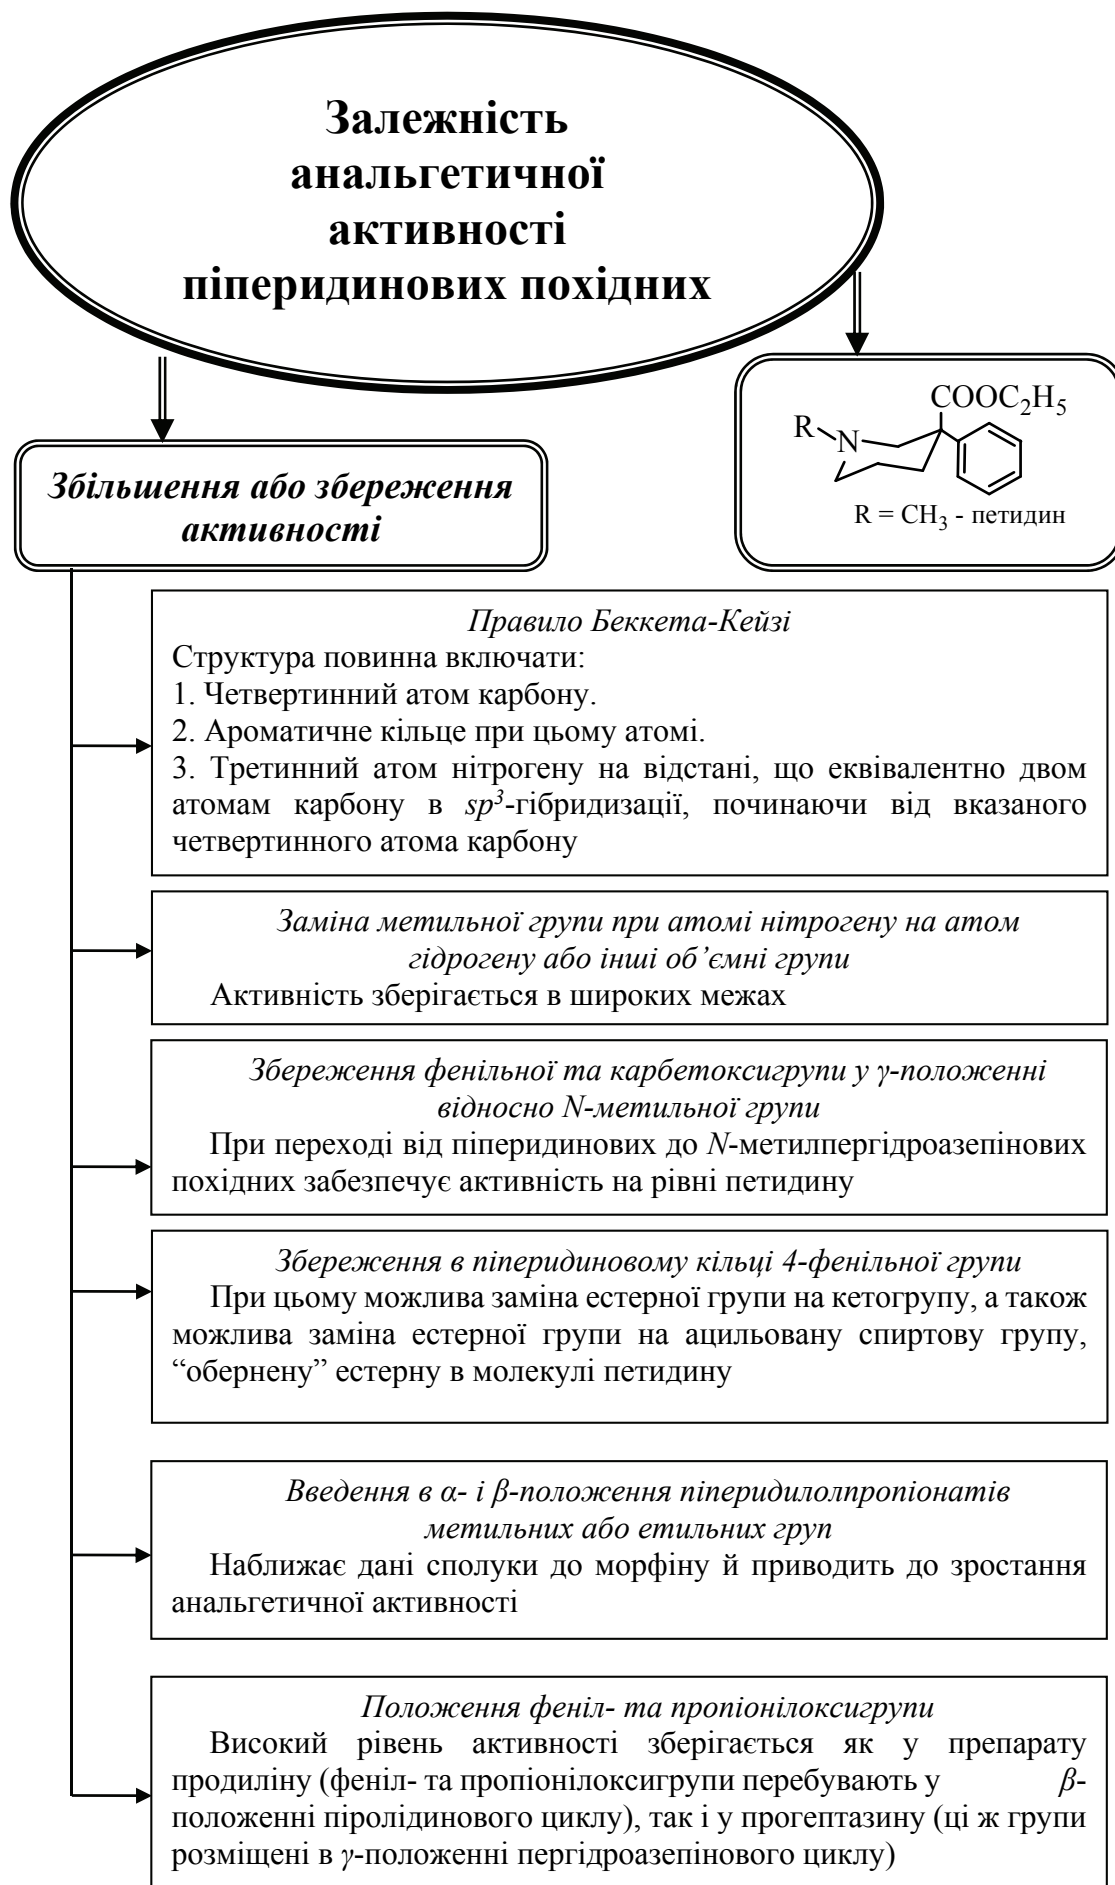 Залежність
анальгетичної
активності
піперидинових похідних
COOC2H5
R
N
R = CH3 - петидин
Збільшення або збереження
активності
Правило Беккета-Кейзі
Структура повинна включати:
1. Четвертинний атом карбону.
2. Ароматичне кільце при цьому атомі.
3. Третинний атом нітрогену на відстані, що еквівалентно двом
атомам карбону в sp3-гібридизації, починаючи від вказаного
четвертинного атома карбону
Заміна метильної групи при атомі нітрогену на атом
гідрогену або інші об’ємні групи
Активність зберігається в широких межах
Збереження фенільної та карбетоксигрупи у γ-положенні
відносно N-метильної групи
При переході від піперидинових до N-метилпергідроазепінових
похідних забезпечує активність на рівні петидину
Збереження в піперидиновому кільці 4-фенільної групи
При цьому можлива заміна естерної групи на кетогрупу, а також
можлива заміна естерної групи на ацильовану спиртову групу,
“обернену” естерну в молекулі петидину
Введення в α- і β-положення піперидилолпропіонатів
метильних або етильних груп
Наближає дані сполуки до морфіну й приводить до зростання
анальгетичної активності
Положення феніл- та пропіонілоксигрупи
Високий рівень активності зберігається як у препарату
продиліну (феніл- та пропіонілоксигрупи перебувають у β-
положенні піролідинового циклу), так і у прогептазину (ці ж групи
розміщені в γ-положенні пергідроазепінового циклу)